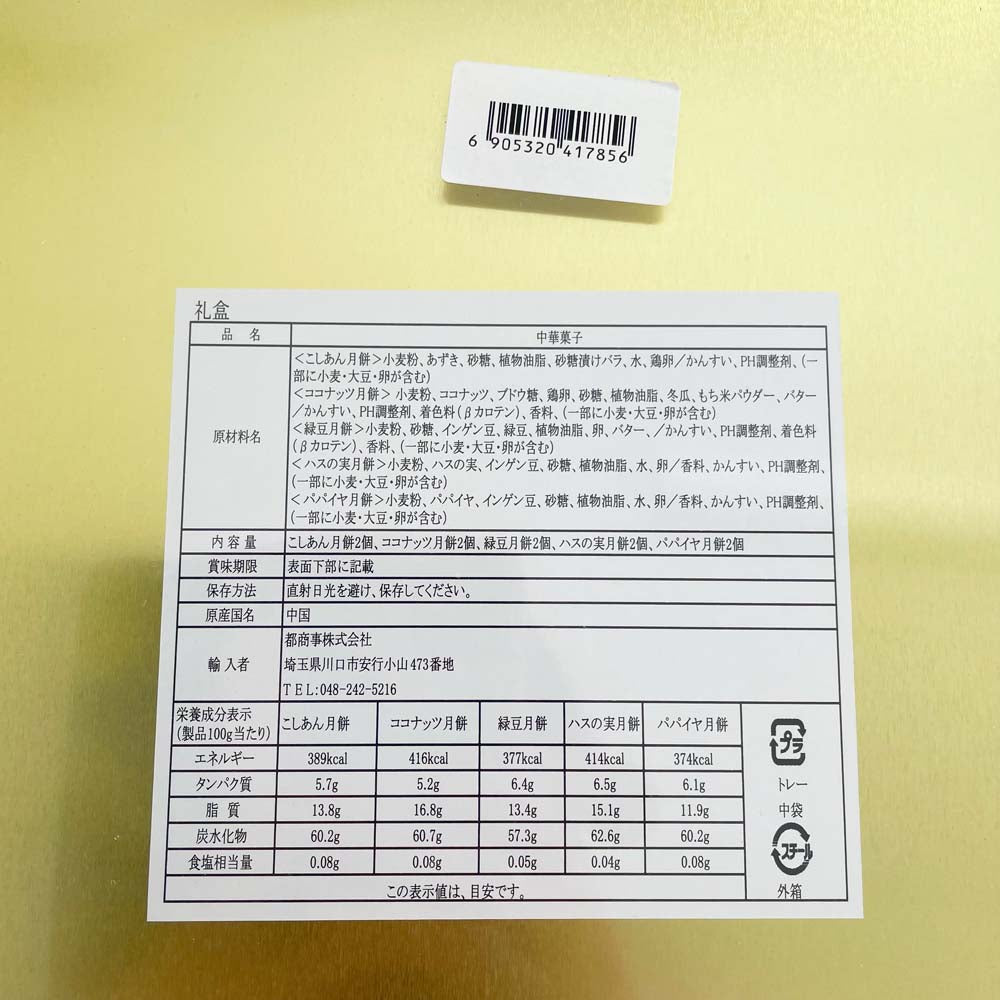 6 905320 417856
礼盒
品 名 中華菓子
原材料名
<こしあん月餅>小麦粉、あずき、砂糖、植物油脂、砂糖漬けバラ、水、鶏卵/かんすい、PH調整剤、(一
部に小麦・大豆・卵が含む)
<ココナッツ月餅> 小麦粉、ココナッツ、ブドウ糖、鶏卵、砂糖、植物油脂、冬瓜、もち米パウダー、バター
/かんすい、PH調整剤、着色料(βカロテン)、香料、(一部に小麦・大豆・卵が含む)
<緑豆月餅>小麦粉、砂糖、インゲン豆、緑豆、植物油脂、卵、バター、/かんすい、PH調整剤、着色料
(βカロテン)、香料、(一部に小麦・大豆・卵が含む)
<ハスの実月餅>小麦粉、ハスの実、インゲン豆、砂糖、植物油脂、水、卵/香料、かんすい、PH調整剤、
(一部に小麦・大豆・卵が含む)
<パパイヤ月餅>小麦粉、パパイヤ、インゲン豆、砂糖、植物油脂、水、卵/香料、かんすい、PH調整剤、
(一部に小麦・大豆・卵が含む)
内 容 量 こしあん月餅2個、ココナッツ月餅2個、緑豆月餅2個、ハスの実月餅2個、パパイヤ月餅2個
賞味期限 表面下部に記載
保存方法 直射日光を避け、保存してください。
原産国名 中国
輸 入 者
都商事株式会社
埼玉県川口市安行小山473番地
TEL:048-242-5216
栄養成分表示
(製品100g当たり) こしあん月餅 ココナッツ月餅 緑豆月餅 ハスの実月餅 パパイヤ月餅
エネルギー 389kcal 416kcal 377kcal 414kcal 374kcal
タンパク質 5.7g 5.2g 6.4g 6.5g 6.1g
脂 質 13.8g 16.8g 13.4g 15.1g 11.9g
炭水化物 60.2g 60.7g 57.3g 62.6g 60.2g
食塩相当量 0.08g 0.08g 0.05g 0.04g 0.08g
この表示値は、目安です。
プラ
トレー
中袋
スチール
外箱